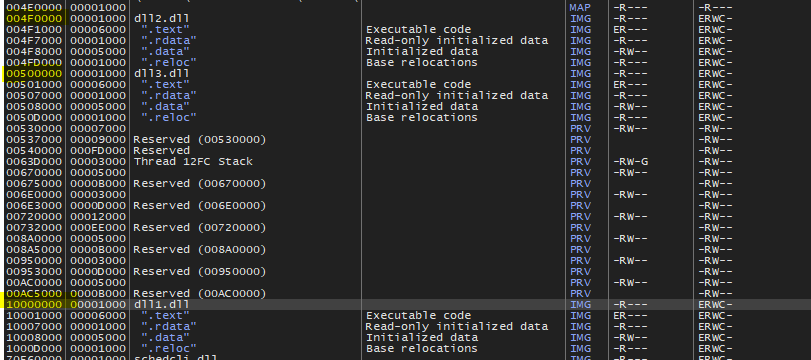 004E0000 00001000 MAP -R--- -R---
004F0000 00001000 dll2.dll IMG -R--- ERWC-
004F1000 00006000 ".text" Executable code IMG ER--- ERWC-
004F7000 00001000 ".rdata" Read-only initialized data IMG -R--- ERWC-
004F8000 00005000 ".data" Initialized data IMG -RW-- ERWC-
004FD000 00001000 ".reloc" Base relocations IMG -R--- ERWC-
00500000 00001000 dll3.dll IMG -R--- ERWC-
00501000 00006000 ".text" Executable code IMG ER--- ERWC-
00507000 00001000 ".rdata" Read-only initialized data IMG -R--- ERWC-
00508000 00005000 ".data" Initialized data IMG -RW-- ERWC-
0050D000 00001000 ".reloc" Base relocations IMG -R--- ERWC-
00530000 00007000 PRV -RW-- -RW--
00537000 00009000 Reserved (00530000) PRV -RW--
00540000 000FD000 Reserved PRV -RW--
0063D000 00003000 Thread 12FC Stack PRV -RW-G -RW--
00670000 00005000 PRV -RW-- -RW--
00675000 0000B000 Reserved (00670000) PRV -RW--
006E0000 00003000 PRV -RW-- -RW--
006E3000 0000D000 Reserved (006E0000) PRV -RW--
00720000 00012000 PRV -RW-- -RW--
00732000 000EE000 Reserved (00720000) PRV -RW--
008A0000 00005000 PRV -RW-- -RW--
008A5000 0000B000 Reserved (008A0000) PRV -RW--
00950000 00003000 PRV -RW-- -RW--
00953000 0000D000 Reserved (00950000) PRV -RW--
00AC0000 00005000 PRV -RW-- -RW--
00AC5000 0000B000 Reserved (00AC0000) PRV -RW--
10000000 00001000 dll1.dll IMG -R--- ERWC-
10001000 00006000 ".text" Executable code IMG ER--- ERWC-
10007000 00001000 ".rdata" Read-only initialized data IMG -R--- ERWC-
10008000 00005000 ".data" Initialized data IMG -RW-- ERWC-
1000D000 00001000 ".reloc" Base relocations IMG -R--- ERWC-
00001000 schedcli.dll IMG -R--- ERWC-